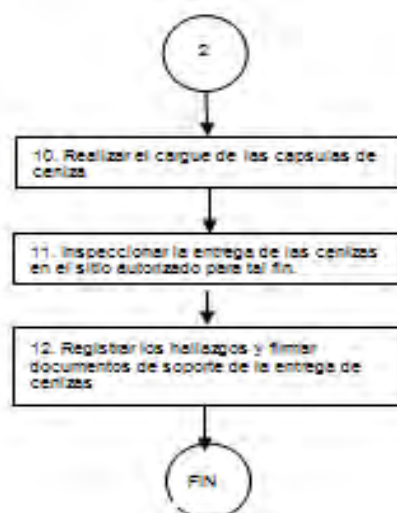 2
10. Realizar el cargue de las capsulas de
ceniza
11. Inspeccionar la entrega de las cenizas
en el sitio autorizado para tal fin.
12. Registrar los hallazgos y firmar
documentos de soporte de la entrega de
cenizas
FIN